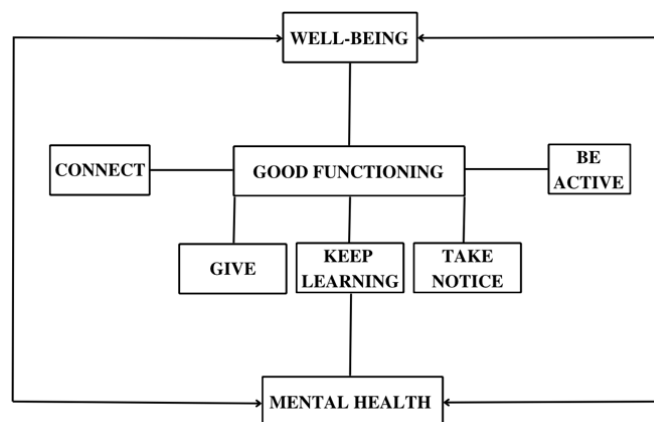 WELL-BEING
CONNECT
GOOD FUNCTIONING
BE
ACTIVE
GIVE
KEEP
LEARNING
TAKE
NOTICE
MENTAL HEALTH